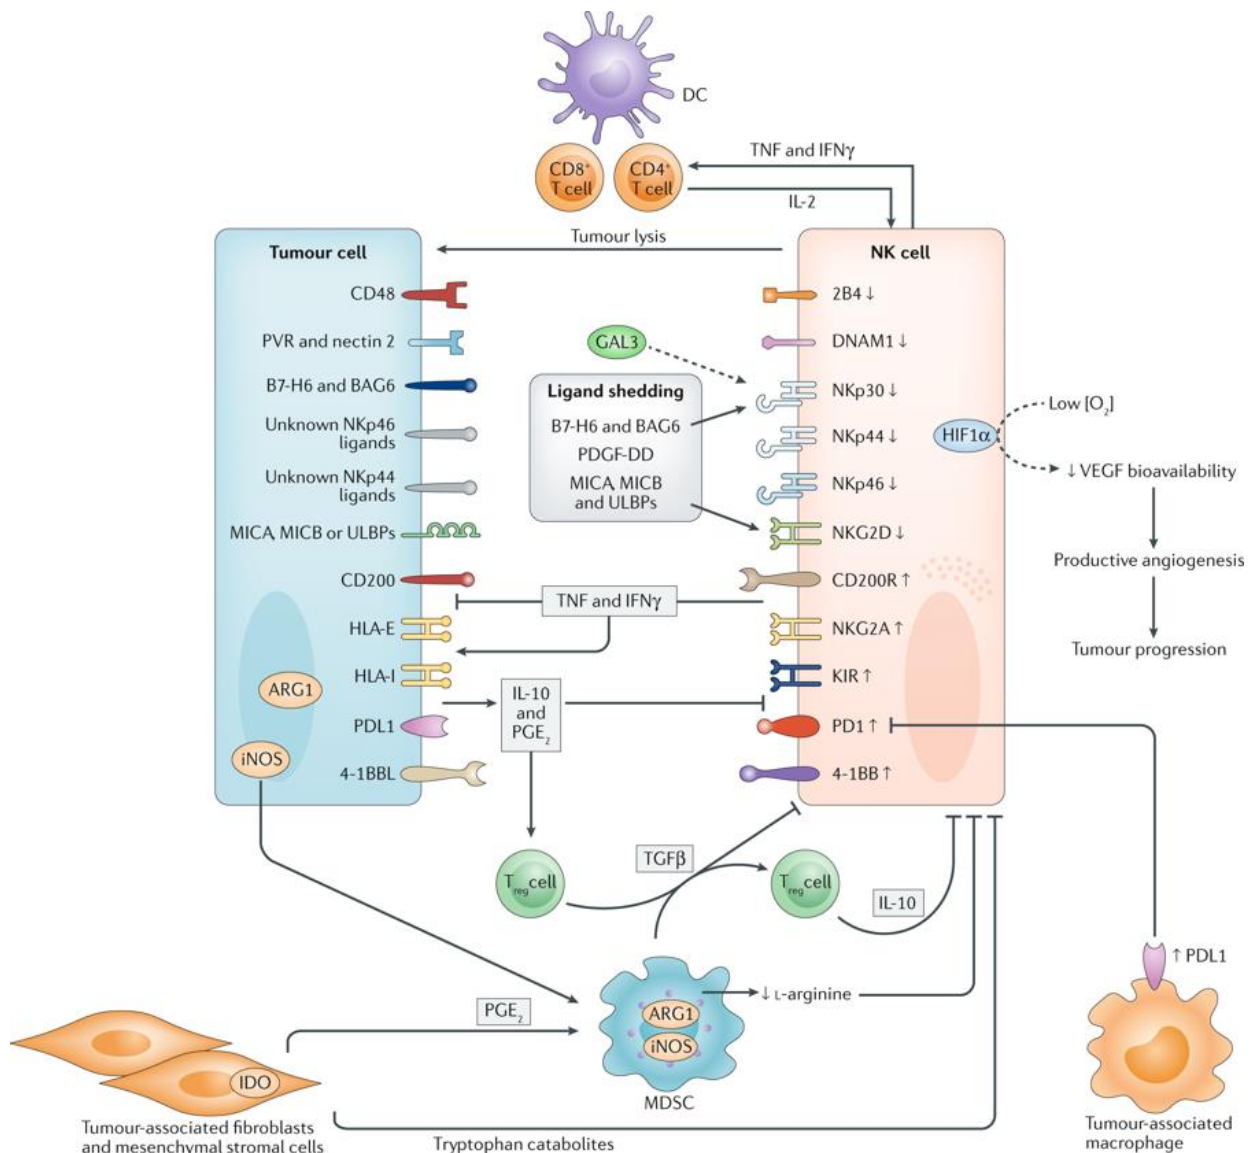 DC
CD8⁺
T cell
CD4⁺
T cell
TNF and IFNγ
IL-2
Tumour lysis
Tumour cell
CD48
PVR and nectin 2
B7-H6 and BAG6
Unknown NKp46
ligands
Unknown NKp44
ligands
MICA, MICB or ULBPs
CD200
HLA-E
HLA-I
PDL1
4-1BBL
ARG1
iNOS
GAL3
Ligand shedding
B7-H6 and BAG6
PDGF-DD
MICA, MICB
and ULBPs
TNF and IFNγ
IL-10
and
PGE₂
NK cell
2B4 ↓
DNAM1 ↓
NKp30 ↓
NKp44 ↓
NKp46 ↓
NKG2D ↓
CD200R ↑
NKG2A ↑
KIR ↑
PD1 ↑
4-1BB ↑
HIF1α
Low [O₂]
↓ VEGF bioavailability
Productive angiogenesis
Tumour progression
T_reg cell
TGFβ
T_reg cell
IL-10
↑ PDL1
Tumour-associated
macrophage
↓ L-arginine
ARG1
iNOS
MDSC
PGE₂
IDO
Tumour-associated fibroblasts
and mesenchymal stromal cells
Tryptophan catabolites